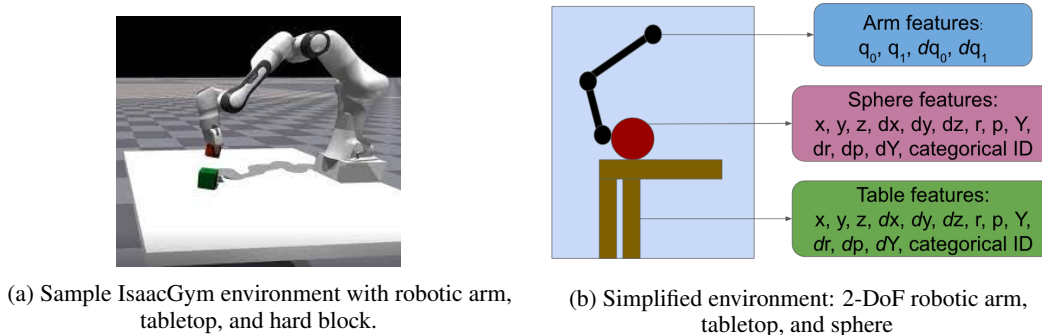 Arm features:
q₀, q₁, dq₀, dq₁
Sphere features:
x, y, z, dx, dy, dz, r, p, Y,
dr, dp, dY, categorical ID
Table features:
x, y, z, dx, dy, dz, r, p, Y,
dr, dp, dY, categorical ID
(a) Sample IsaacGym environment with robotic arm,
tabletop, and hard block.
(b) Simplified environment: 2-DoF robotic arm,
tabletop, and sphere